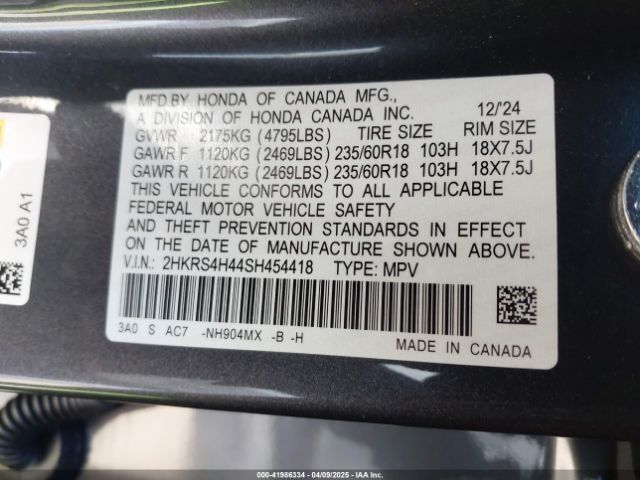 MFD.BY HONDA OF CANADA MFG.,
A DIVISION OF HONDA CANADA INC. 12/'24
GVWR 2175KG (4795LBS) TIRE SIZE RIM SIZE
GAWR F 1120KG (2469LBS) 235/60R18 103H 18X7.5J
GAWR R 1120KG (2469LBS) 235/60R18 103H 18X7.5J
THIS VEHICLE CONFORMS TO ALL APPLICABLE
FEDERAL MOTOR VEHICLE SAFETY
AND THEFT PREVENTION STANDARDS IN EFFECT
ON THE DATE OF MANUFACTURE SHOWN ABOVE.
V.I.N.: 2HKRS4H44SH454418 TYPE: MPV
3A0 S AC7 -NH904MX -B -H
MADE IN CANADA
3A0 A1
000-41986334 | 04/09/2025 | IAA Inc.